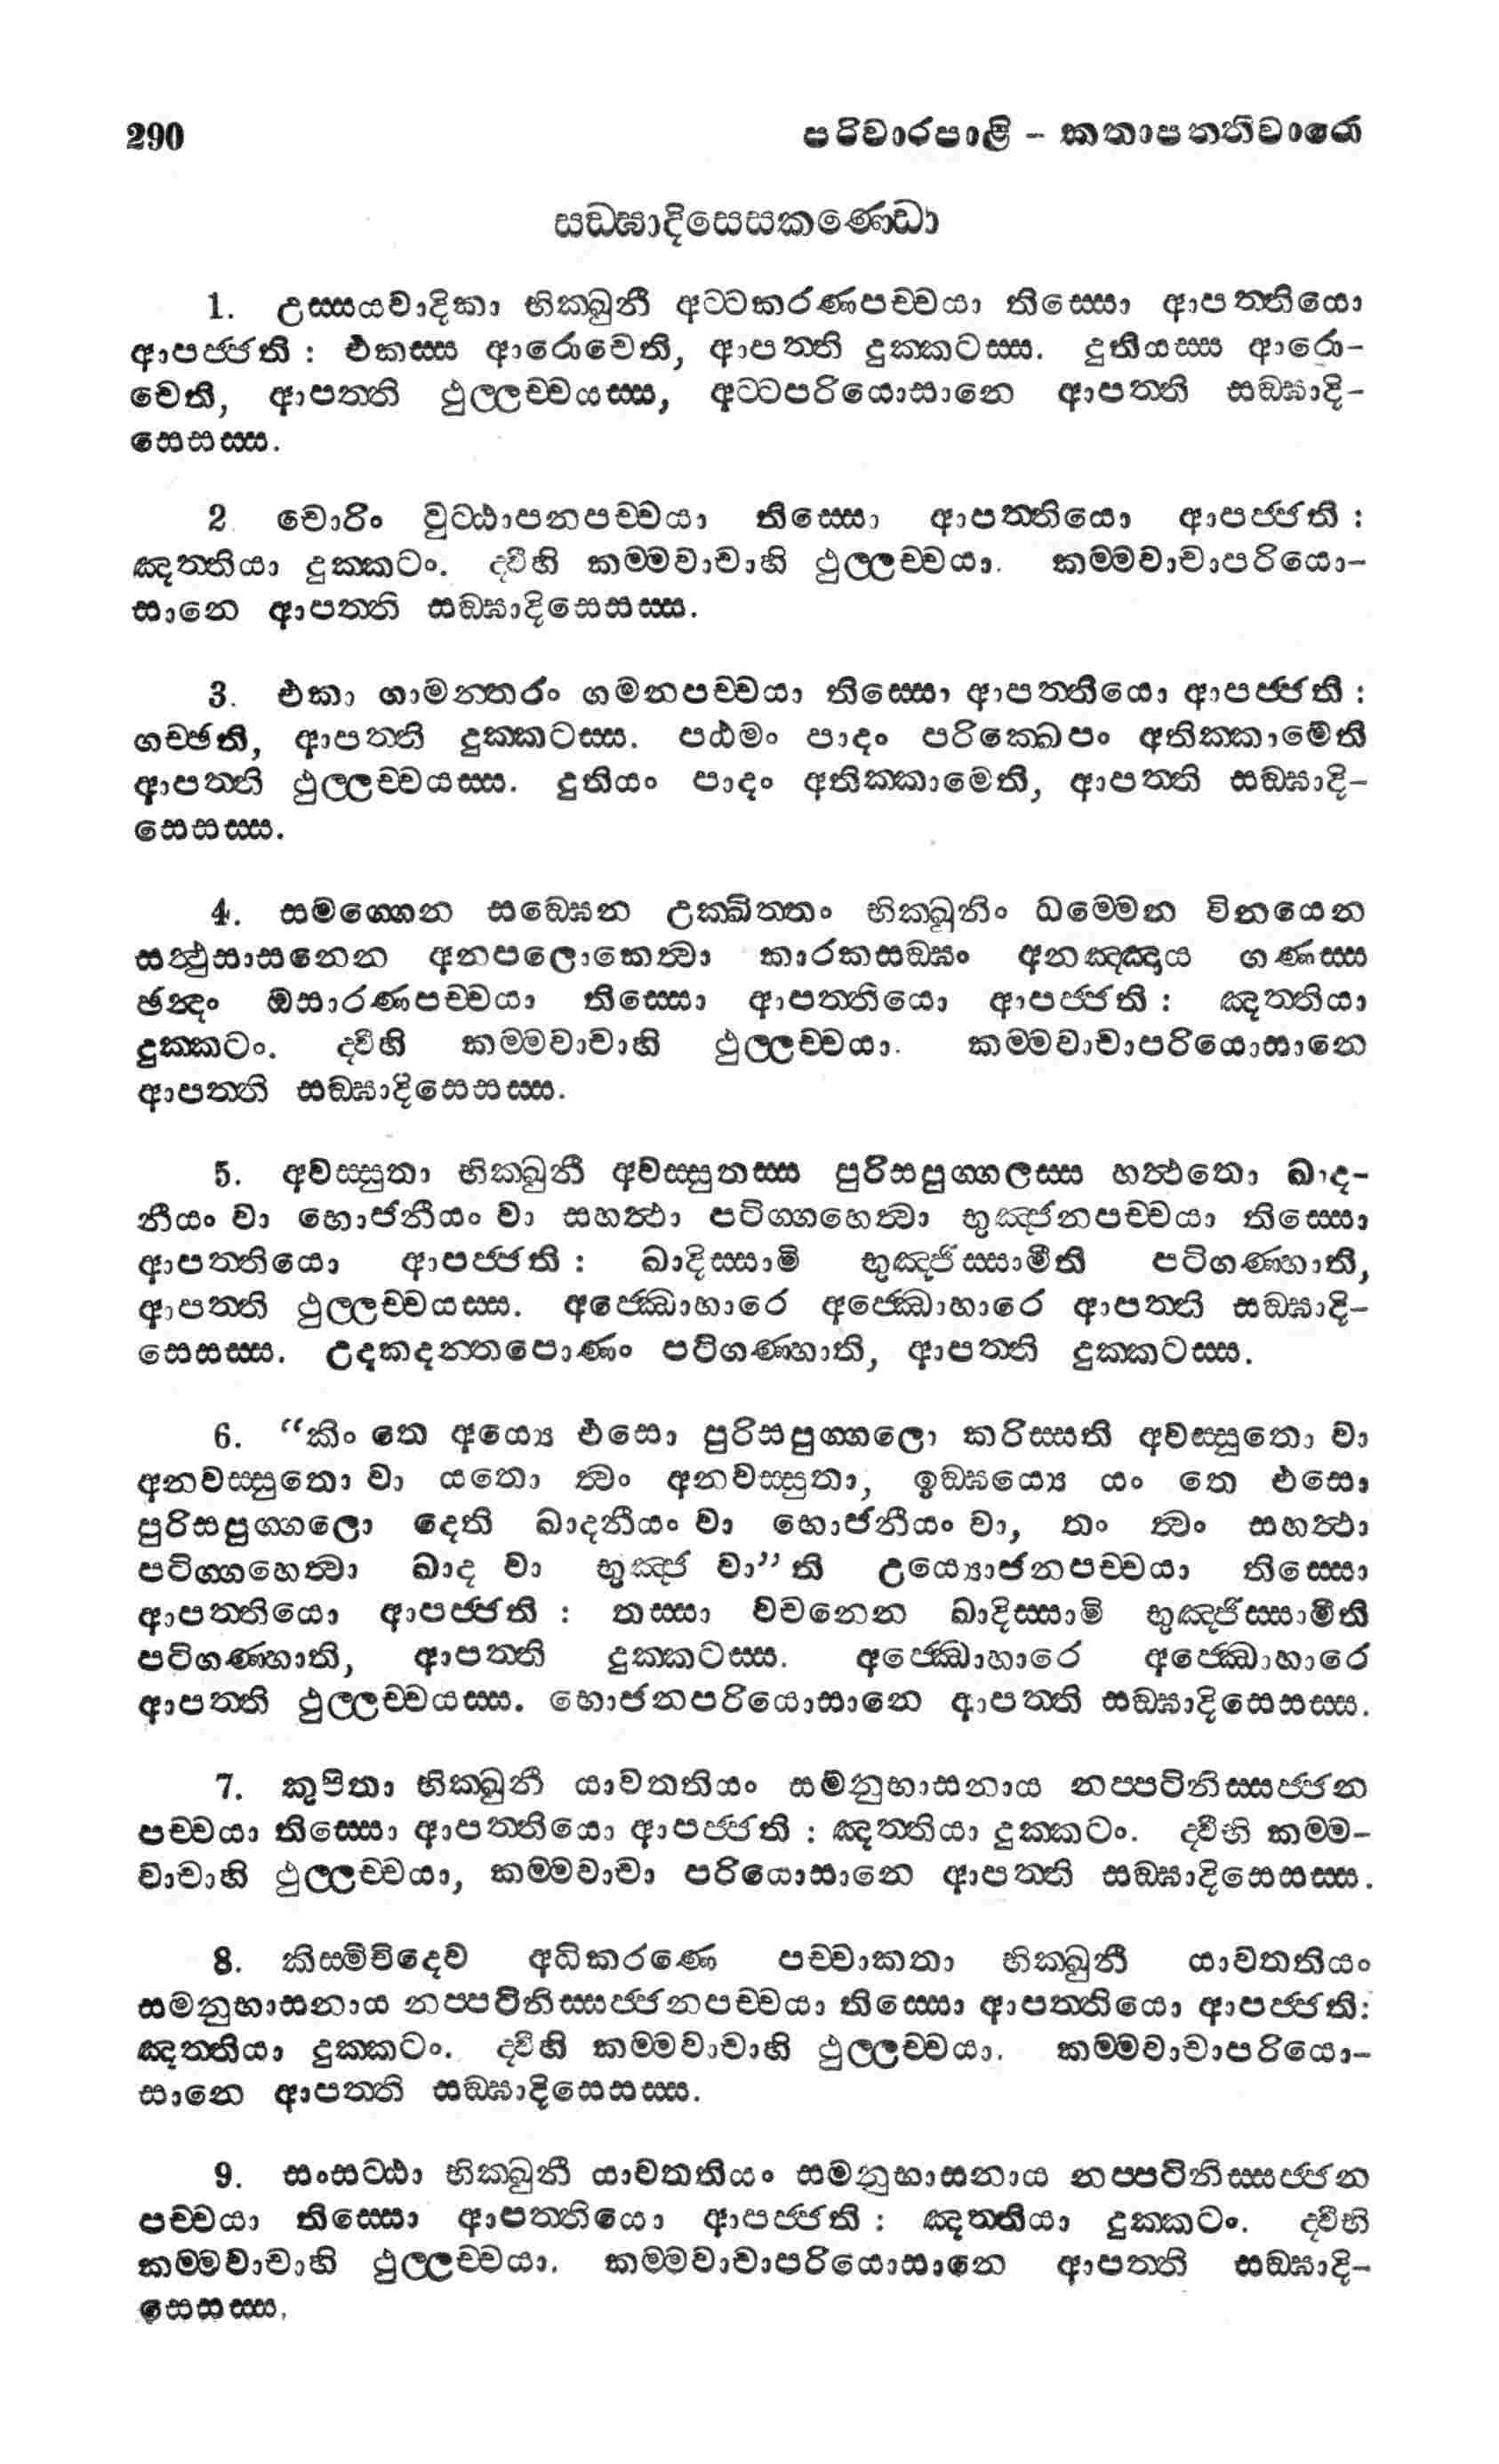 290 පරිවාරපාළි - කතාපත්තිවාරෙ
සඞ්ඝාදිසෙසකණ්ඩො
1. උස්සයවාදිකා භික්ඛුනී අට්ටකරණපච්චයා තිස්සො ආපත්තියො
ආපජ්ජති : එකස්ස ආරොචෙති, ආපත්ති දුක්කටස්ස. දුතියස්ස ආරො-
චෙති, ආපත්ති ථුල්ලච්චයස්ස, අට්ටපරියොසානෙ ආපත්ති සඞ්ඝාදි-
සෙසස්ස.
2 චොරිං වුට්ඨාපනපච්චයා තිස්සො ආපත්තියො ආපජ්ජති :
ඤත්තියා දුක්කටං. ද්වීහි කම්මවාචාහි ථුල්ලච්චයා. කම්මවාචාපරියො-
සානෙ ආපත්ති සඞ්ඝාදිසෙසස්ස.
3. එකා ගාමන්තරං ගමනපච්චයා තිස්සො ආපත්තියො ආපජ්ජති :
ගච්ඡති, ආපත්ති දුක්කටස්ස. පඨමං පාදං පරික්ඛෙපං අතික්කාමේති
ආපත්ති ථුල්ලච්චයස්ස. දුතියං පාදං අතික්කාමෙති, ආපත්ති සඞ්ඝාදි-
සෙසස්ස.
4. සමග්ගෙන සඞ්ඝෙන උක්ඛිත්තං භික්ඛුනිං ධම්මෙන විනයෙන
සත්ථුසාසනෙන අනපලොකෙත්වා කාරකසඞ්ඝං අනඤ්ඤාය ගණස්ස
ඡන්දං ඔසාරණපච්චයා තිස්සො ආපත්තියො ආපජ්ජති : ඤත්තියා
දුක්කටං. ද්වීහි කම්මවාචාහි ථුල්ලච්චයා. කම්මවාචාපරියොසානෙ
ආපත්ති සඞ්ඝාදිසෙසස්ස.
5. අවස්සුතා භික්ඛුනී අවස්සුතස්ස පුරිසපුග්ගලස්ස හත්ථතො ඛාද-
නීයං වා භොජනීයං වා සහත්ථා පටිග්ගහෙත්වා භුඤ්ජනපච්චයා තිස්සො
ආපත්තියො ආපජ්ජති : ඛාදිස්සාමි භුඤ්ජිස්සාමීති පටිගණ්හාති,
ආපත්ති ථුල්ලච්චයස්ස. අජ්ඣොහාරෙ අජ්ඣොහාරෙ ආපත්ති සඞ්ඝාදි-
සෙසස්ස. උදකදන්තපොණං පටිගණ්හාති, ආපත්ති දුක්කටස්ස.
6. “කිං තෙ අය්යෙ එසො පුරිසපුග්ගලො කරිස්සති අවස්සුතො වා
අනවස්සුතො වා යතො ත්වං අනවස්සුතා, ඉඞ්ඝය්යෙ යං තෙ එසො
පුරිසපුග්ගලො දෙති ඛාදනීයං වා භොජනීයං වා, තං ත්වං සහත්ථා
පටිග්ගහෙත්වා ඛාද වා භුඤ්ජ වා” ති උය්යොජනපච්චයා තිස්සො
ආපත්තියො ආපජ්ජති : තස්සා වචනෙන ඛාදිස්සාමි භුඤ්ජිස්සාමීති
පටිගණ්හාති, ආපත්ති දුක්කටස්ස. අජ්ඣොහාරෙ අජ්ඣොහාරෙ
ආපත්ති ථුල්ලච්චයස්ස. භොජනපරියොසානෙ ආපත්ති සඞ්ඝාදිසෙසස්ස.
7. කුපිතා භික්ඛුනී යාවතතියං සමනුභාසනාය නප්පටිනිස්සජ්ජන
පච්චයා තිස්සො ආපත්තියො ආපජ්ජති : ඤත්තියා දුක්කටං. ද්වීහි කම්ම-
වාචාහි ථුල්ලච්චයා, කම්මවාචා පරියොසානෙ ආපත්ති සඞ්ඝාදිසෙසස්ස.
8. කිස්මිඤ්චිදෙව අධිකරණෙ පච්චාකතා භික්ඛුනී යාවතතියං
සමනුභාසනාය නප්පටිනිස්සජ්ජනපච්චයා තිස්සො ආපත්තියො ආපජ්ජති:
ඤත්තියා දුක්කටං. ද්වීහි කම්මවාචාහි ථුල්ලච්චයා. කම්මවාචාපරියො-
සානෙ ආපත්ති සඞ්ඝාදිසෙසස්ස.
9. සංසට්ඨා භික්ඛුනී යාවතතියං සමනුභාසනාය නප්පටිනිස්සජ්ජන
පච්චයා තිස්සො ආපත්තියො ආපජ්ජති : ඤත්තියා දුක්කටං. ද්වීහි
කම්මවාචාහි ථුල්ලච්චයා. කම්මවාචාපරියොසානෙ ආපත්ති සඞ්ඝාදි-
සෙසස්ස.